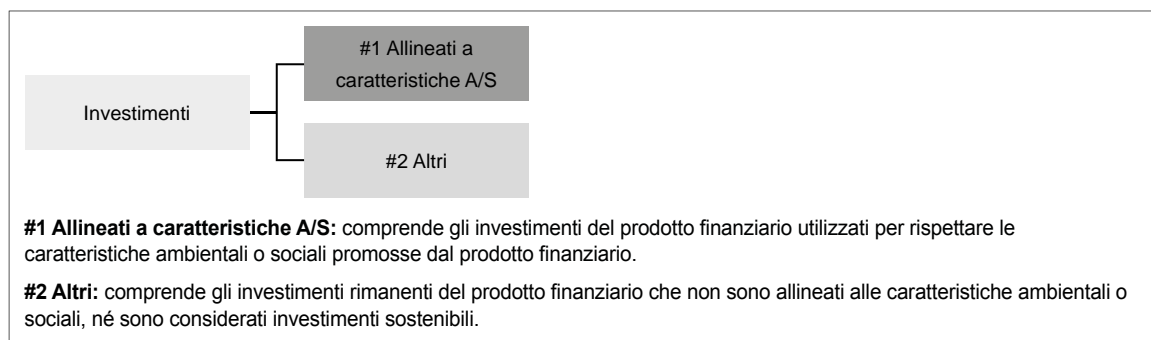 #1 Allineati a
caratteristiche A/S
Investimenti
#2 Altri
#1 Allineati a caratteristiche A/S: comprende gli investimenti del prodotto finanziario utilizzati per rispettare le
caratteristiche ambientali o sociali promosse dal prodotto finanziario.
#2 Altri: comprende gli investimenti rimanenti del prodotto finanziario che non sono allineati alle caratteristiche ambientali o
sociali, né sono considerati investimenti sostenibili.